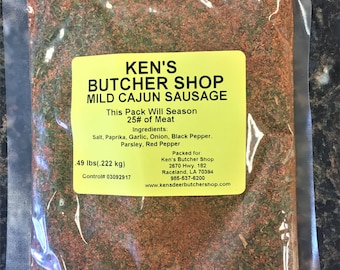 KEN'S
BUTCHER SHOP
MILD CAJUN SAUSAGE
This Pack Will Season
25# of Meat
Ingredients:
Salt, Paprika, Garlic, Onion, Black Pepper,
Parsley, Red Pepper
.49 lbs(.222 kg)
Control# 03092917
Packed for:
Ken's Butcher Shop
2670 Hwy. 182
Raceland, LA 70394
985-537-6200
www.kensdeerbutchershop.com